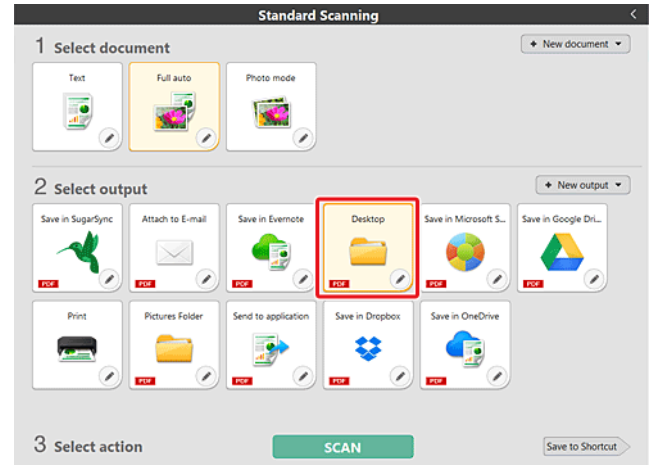 Standard Scanning
1 Select document
+ New document
Text
Full auto
Photo mode
2 Select output
+ New output
Save in SugarSync
Attach to E-mail
Save in Evernote
Desktop
Save in Microsoft S...
Save in Google Dri...
PDF
PDF
PDF
PDF
PDF
PDF
Print
Pictures Folder
Send to application
Save in Dropbox
Save in OneDrive
PDF
PDF
PDF
PDF
3 Select action
SCAN
Save to Shortcut